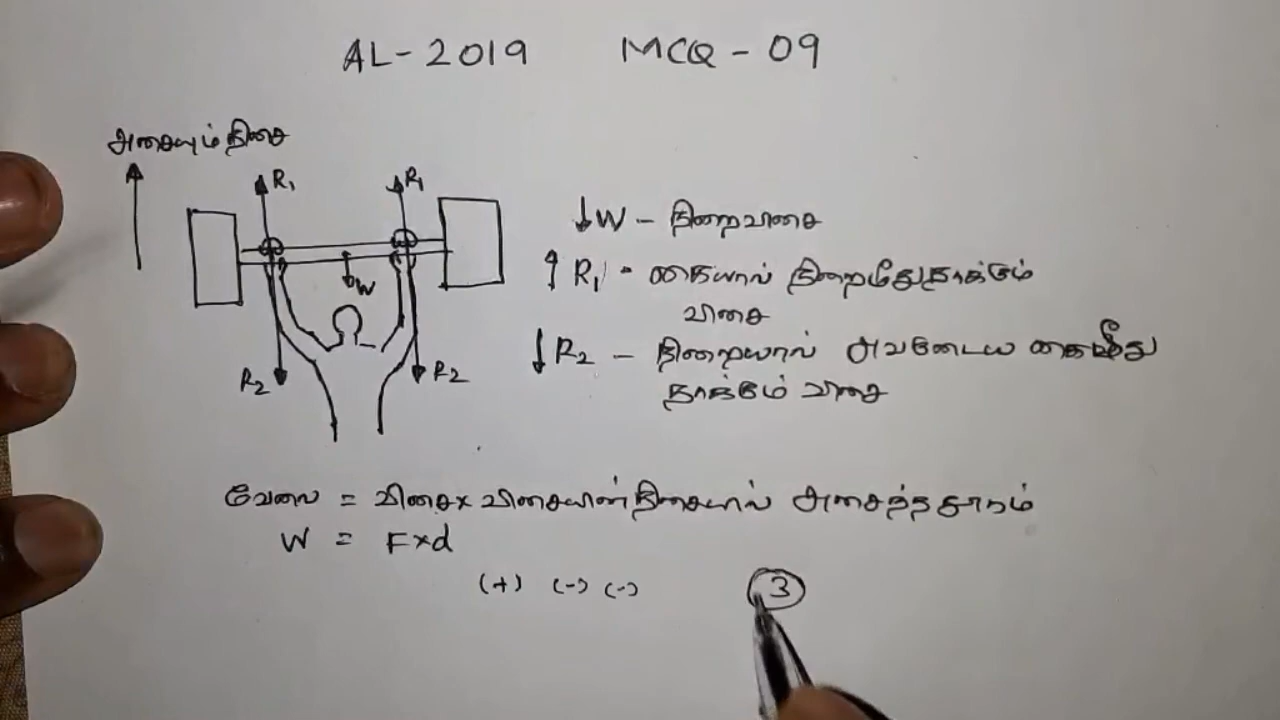 AL - 2019 MCQ - 09
அசையும் திசை
R₁ R₁
W
R₂ R₂
↓W - நிறைவிசை
↑ R₁ - கையால் நிறைமீது தாக்கும்
விசை
↓ R₂ - நிறையால் அவனுடைய கைமீது
தாக்கும் விசை
வேலை = விசை × விசையின் திசையில் அசைந்த தூரம்
W = F×d
(+) (-) (-) 3